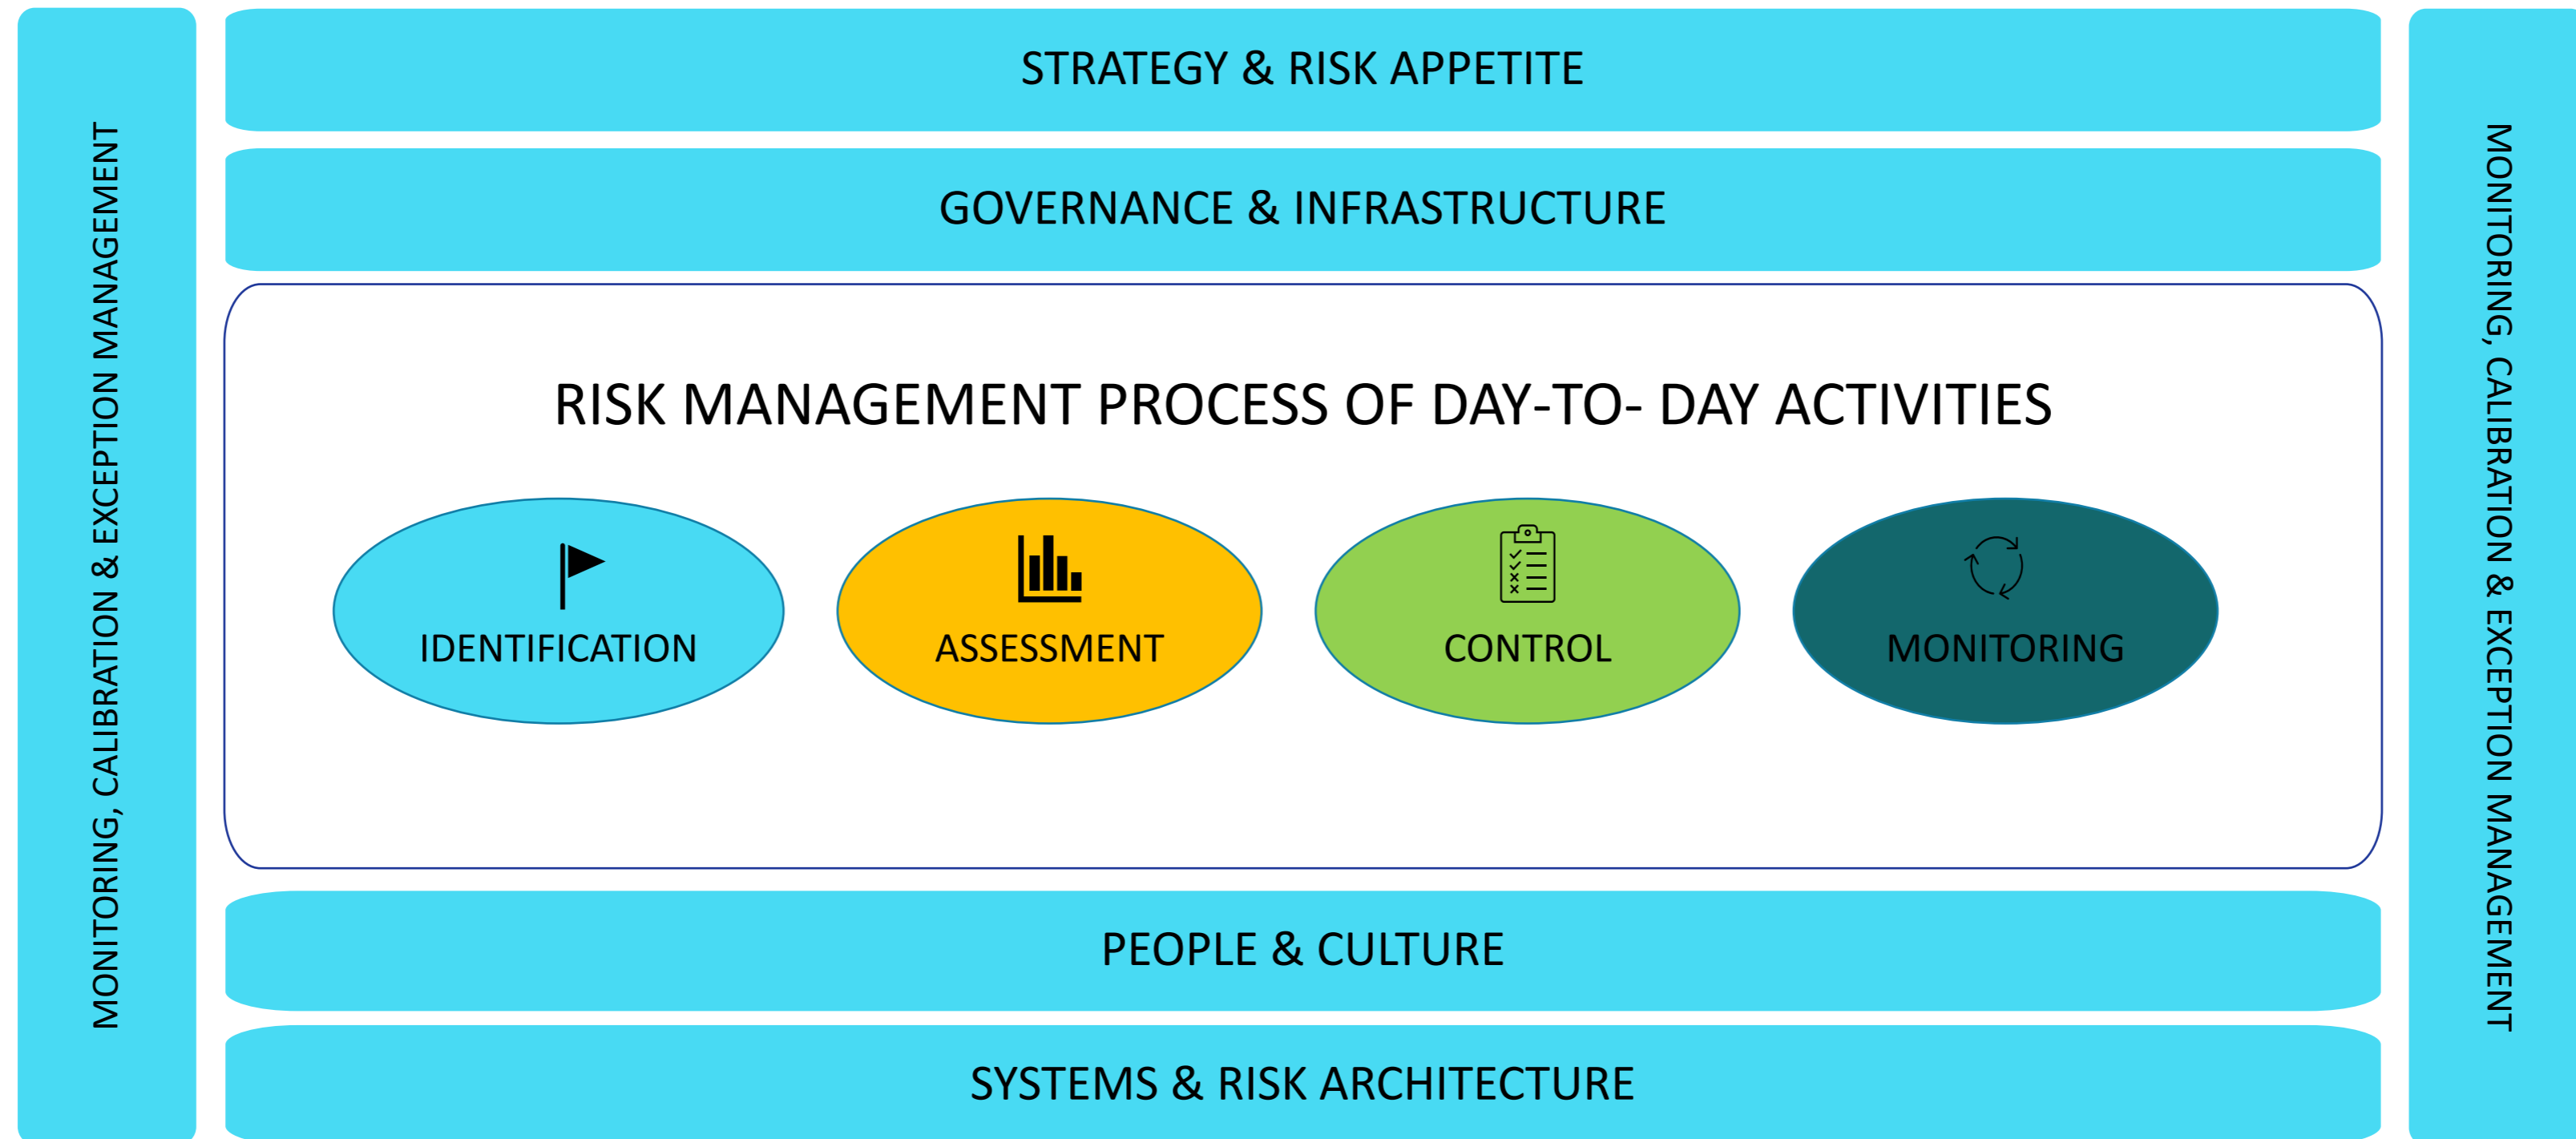 MONITORING, CALIBRATION & EXCEPTION MANAGEMENT
STRATEGY & RISK APPETITE
GOVERNANCE & INFRASTRUCTURE
RISK MANAGEMENT PROCESS OF DAY-TO- DAY ACTIVITIES
IDENTIFICATION
ASSESSMENT
CONTROL
MONITORING
PEOPLE & CULTURE
SYSTEMS & RISK ARCHITECTURE
MONITORING, CALIBRATION & EXCEPTION MANAGEMENT